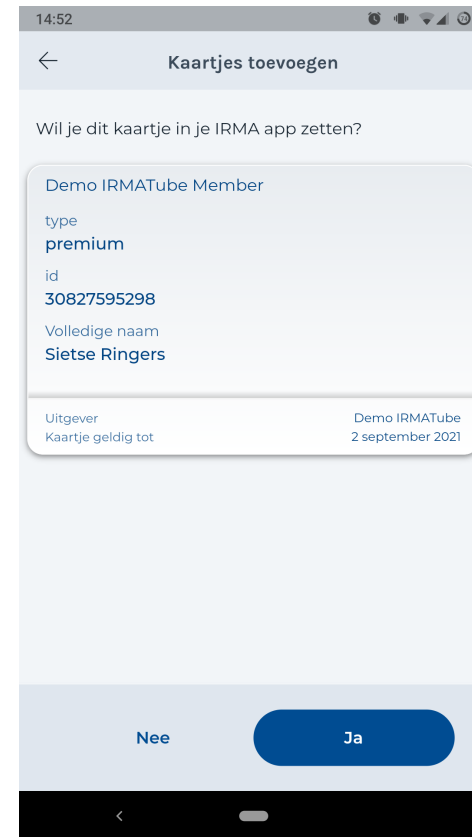 14:52
74
Kaartjes toevoegen
Wil je dit kaartje in je IRMA app zetten?
Demo IRMATube Member
type
premium
id
30827595298
Volledige naam
Sietse Ringers
Uitgever Demo IRMATube
Kaartje geldig tot 2 september 2021
Nee Ja